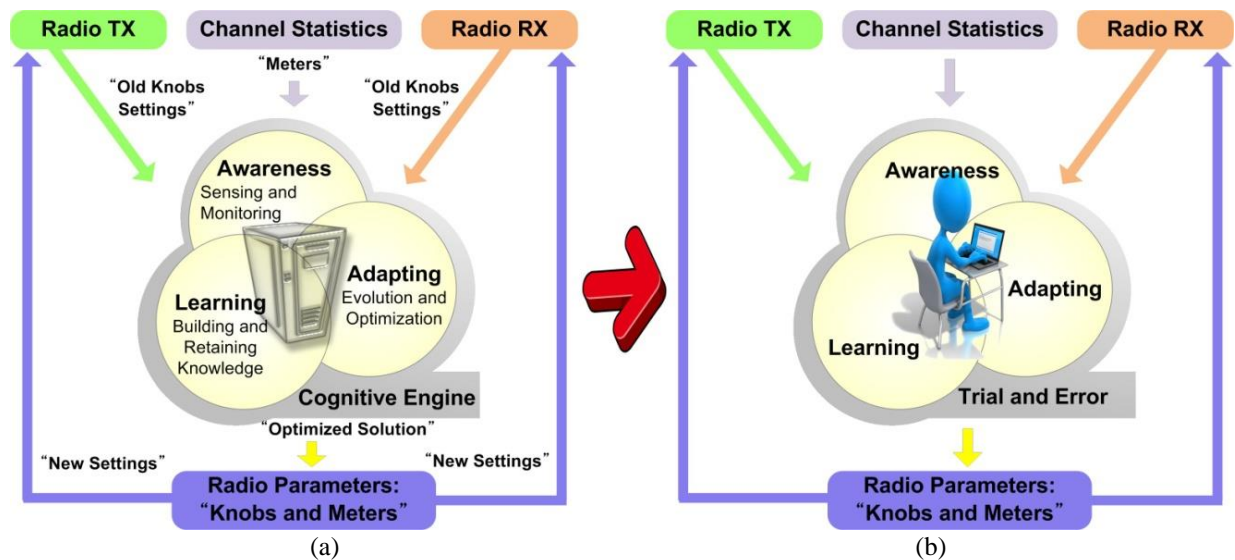 Radio TX
Channel Statistics
Radio RX
“Meters”
“Old Knobs
Settings”
“Old Knobs
Settings”
Awareness
Sensing and
Monitoring
Adapting
Evolution and
Optimization
Learning
Building and
Retaining
Knowledge
Cognitive Engine
“Optimized Solution”
“New Settings”
“New Settings”
Radio Parameters:
“Knobs and Meters”
(a)
Radio TX
Channel Statistics
Radio RX
Awareness
Adapting
Learning
Trial and Error
Radio Parameters:
“Knobs and Meters”
(b)